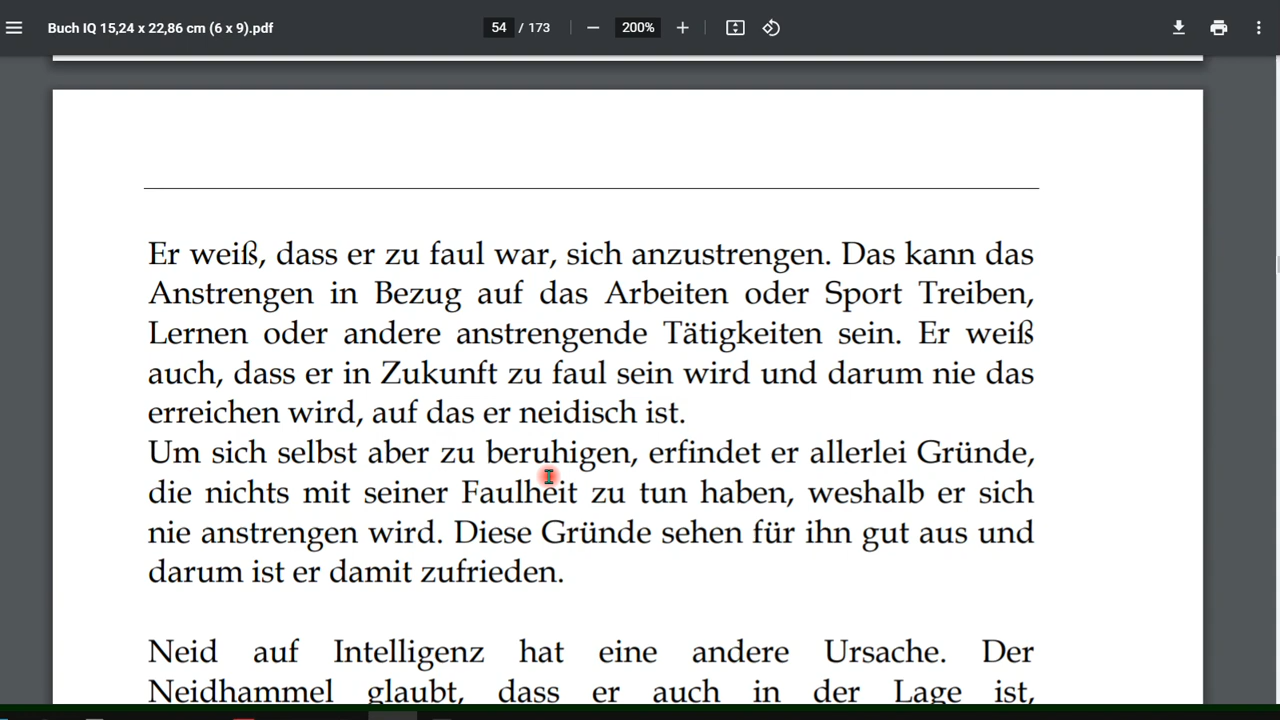 Buch IQ 15,24 x 22,86 cm (6 x 9).pdf 54 / 173 200%
Er weiß, dass er zu faul war, sich anzustrengen. Das kann das
Anstrengen in Bezug auf das Arbeiten oder Sport Treiben,
Lernen oder andere anstrengende Tätigkeiten sein. Er weiß
auch, dass er in Zukunft zu faul sein wird und darum nie das
erreichen wird, auf das er neidisch ist.
Um sich selbst aber zu beruhigen, erfindet er allerlei Gründe,
die nichts mit seiner Faulheit zu tun haben, weshalb er sich
nie anstrengen wird. Diese Gründe sehen für ihn gut aus und
darum ist er damit zufrieden.
Neid auf Intelligenz hat eine andere Ursache. Der
Neidhammel glaubt, dass er auch in der Lage ist,